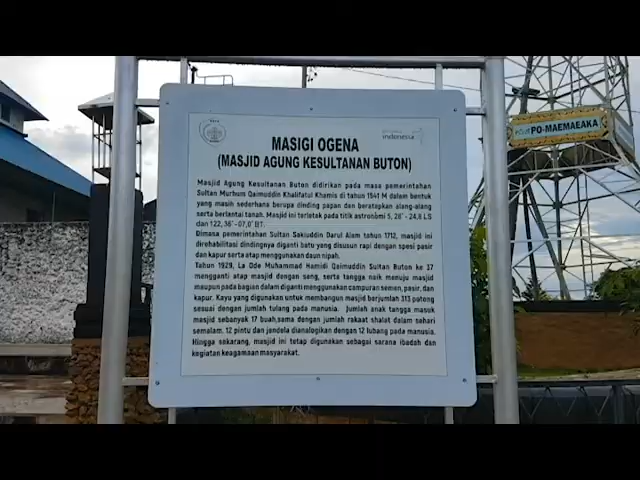 indonesia
MASIGI OGENA
(MASJID AGUNG KESULTANAN BUTON)
Masjid Agung Kesultanan Buton didirikan pada masa pemerintahan
Sultan Murhum Qaimuddin Khalifatul Khamis di tahun 1541 M dalam bentuk
yang masih sederhana berupa dinding papan dan beratapkan alang-alang
serta berlantai tanah. Masjid ini terletak pada titik astronomi 5, 28' - 24,8 LS
dan 122, 36' - 07,0' BT.
Dimasa pemerintahan Sultan Sakiuddin Darul Alam tahun 1712, masjid ini
direhabilitasi dindingnya diganti batu yang disusun rapi dengan spesi pasir
dan kapur serta atap menggunakan daun nipah.
Tahun 1929, La Ode Muhammad Hamidi Qaimuddin Sultan Buton ke 37
mengganti atap masjid dengan seng, serta tangga naik menuju masjid
maupun pada bagian dalam diganti menggunakan campuran semen, pasir, dan
kapur. Kayu yang digunakan untuk membangun masjid berjumlah 313 potong
sesuai dengan jumlah tulang pada manusia. Jumlah anak tangga masuk
masjid sebanyak 17 buah,sama dengan jumlah rakaat shalat dalam sehari
semalam. 12 pintu dan jendela dianalogikan dengan 12 lubang pada manusia.
Hingga sekarang, masjid ini tetap digunakan sebagai sarana ibadah dan
kegiatan keagamaan masyarakat.
PO-MAEMAEAKA